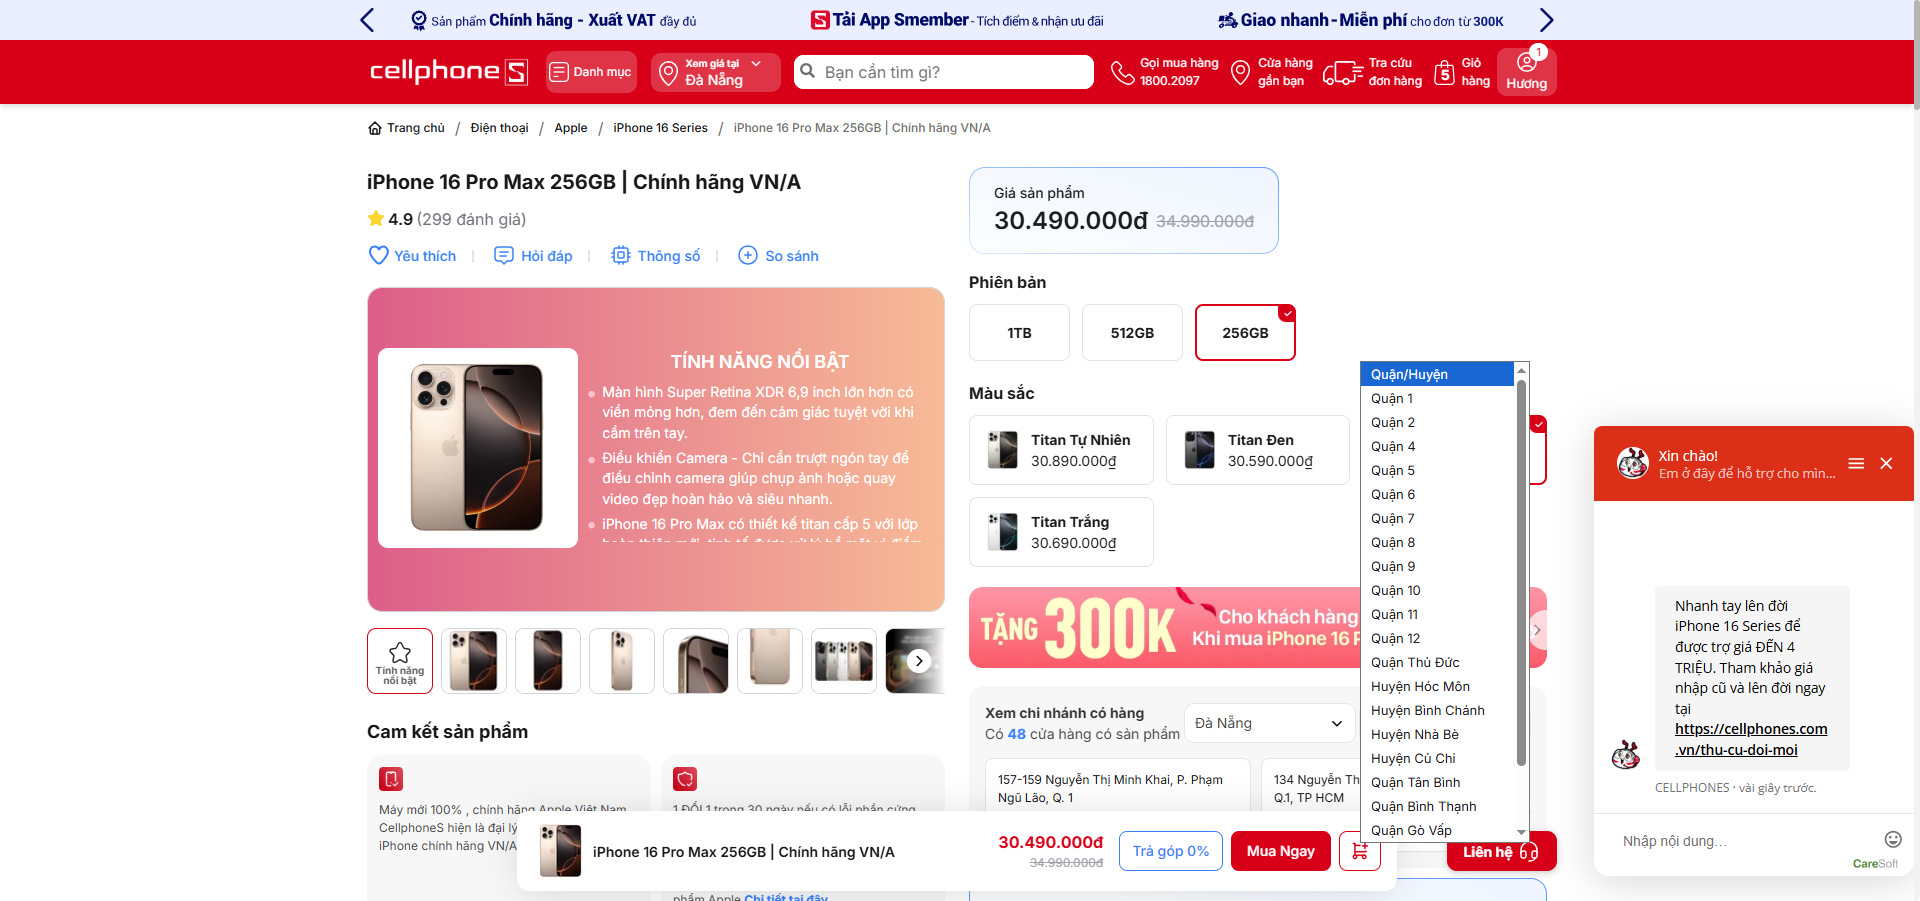 Sản phẩm Chính hãng - Xuất VAT đầy đủ
Tải App Smember - Tích điểm & nhận ưu đãi
Giao nhanh - Miễn phí cho đơn từ 300K
cellphoneS
Danh mục
Xem giá tại
Đà Nẵng
Bạn cần tìm gì?
Gọi mua hàng
1800.2097
Cửa hàng
gần bạn
Tra cứu
đơn hàng
5
Giỏ
hàng
1
Hương
Trang chủ / Điện thoại / Apple / iPhone 16 Series / iPhone 16 Pro Max 256GB | Chính hãng VN/A
iPhone 16 Pro Max 256GB | Chính hãng VN/A
4.9 (299 đánh giá)
Yêu thích | Hỏi đáp | Thông số | So sánh
TÍNH NĂNG NỔI BẬT
Màn hình Super Retina XDR 6,9 inch lớn hơn có
viền mỏng hơn, đem đến cảm giác tuyệt vời khi
cầm trên tay.
Điều khiển Camera - Chỉ cần trượt ngón tay để
điều chỉnh camera giúp chụp ảnh hoặc quay
video đẹp hoàn hảo và siêu nhanh.
iPhone 16 Pro Max có thiết kế titan cấp 5 với lớp
hoàn thiện mới, tinh tế được xử lý bề mặt vi điểm
Tính năng
nổi bật
Cam kết sản phẩm
Máy mới 100% , chính hãng Apple Việt Nam
CellphoneS hiện là đại lý
iPhone chính hãng VN/A
1 ĐỔI 1 trong 30 ngày nếu có lỗi phần cứng
phẩm Apple Chi tiết tại đây
Giá sản phẩm
30.490.000đ 34.990.000đ
Phiên bản
1TB
512GB
256GB
Màu sắc
Titan Tự Nhiên
30.890.000₫
Titan Đen
30.590.000₫
Titan Trắng
30.690.000₫
TẶNG 300K
Cho khách hàng
Khi mua iPhone 16 P
Xem chi nhánh có hàng
Có 48 cửa hàng có sản phẩm
Đà Nẵng
157-159 Nguyễn Thị Minh Khai, P. Phạm
Ngũ Lão, Q. 1
134 Nguyễn Th
Q.1, TP HCM
Quận/Huyện
Quận 1
Quận 2
Quận 4
Quận 5
Quận 6
Quận 7
Quận 8
Quận 9
Quận 10
Quận 11
Quận 12
Quận Thủ Đức
Huyện Hóc Môn
Huyện Bình Chánh
Huyện Nhà Bè
Huyện Củ Chi
Quận Tân Bình
Quận Bình Thạnh
Quận Gò Vấp
iPhone 16 Pro Max 256GB | Chính hãng VN/A
30.490.000đ
34.990.000đ
Trả góp 0%
Mua Ngay
Liên hệ
Xin chào!
Em ở đây để hỗ trợ cho mìn...
Nhanh tay lên đời
iPhone 16 Series để
được trợ giá ĐẾN 4
TRIỆU. Tham khảo giá
nhập cũ và lên đời ngay
tại
https://cellphones.com
.vn/thu-cu-doi-moi
CELLPHONES · vài giây trước.
Nhập nội dung...
CareSoft